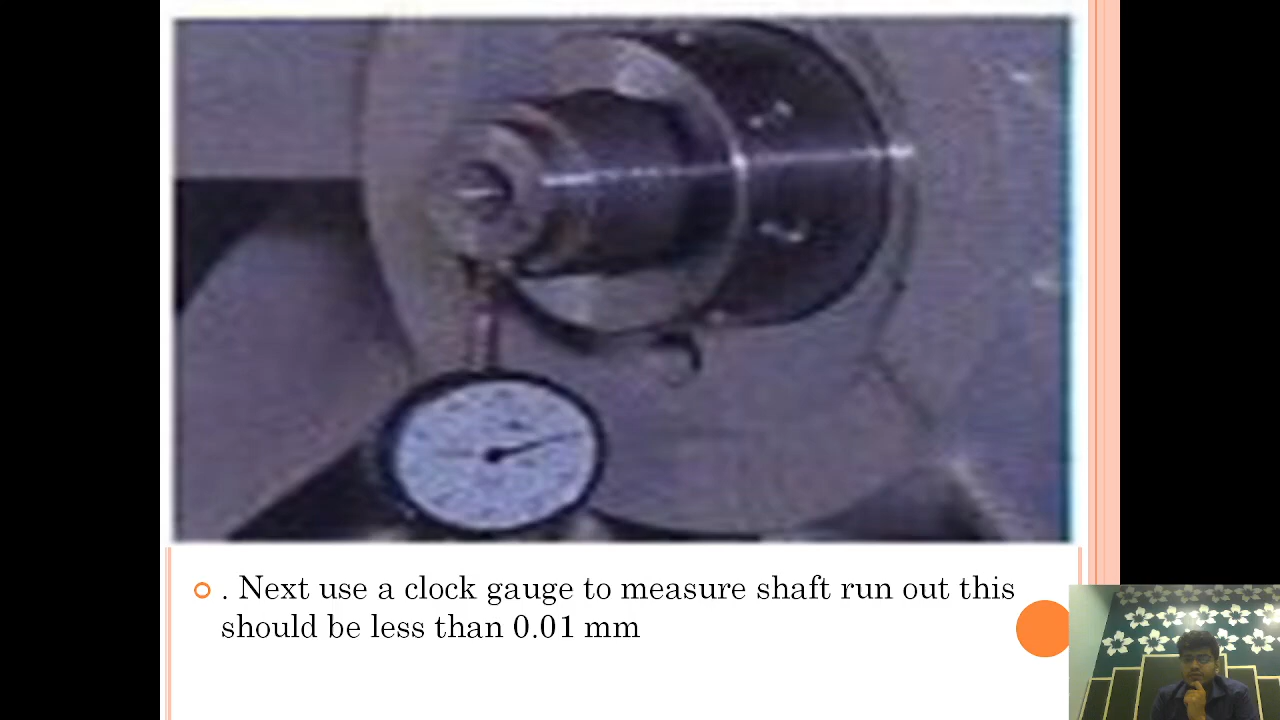 . Next use a clock gauge to measure shaft run out this
should be less than 0.01 mm